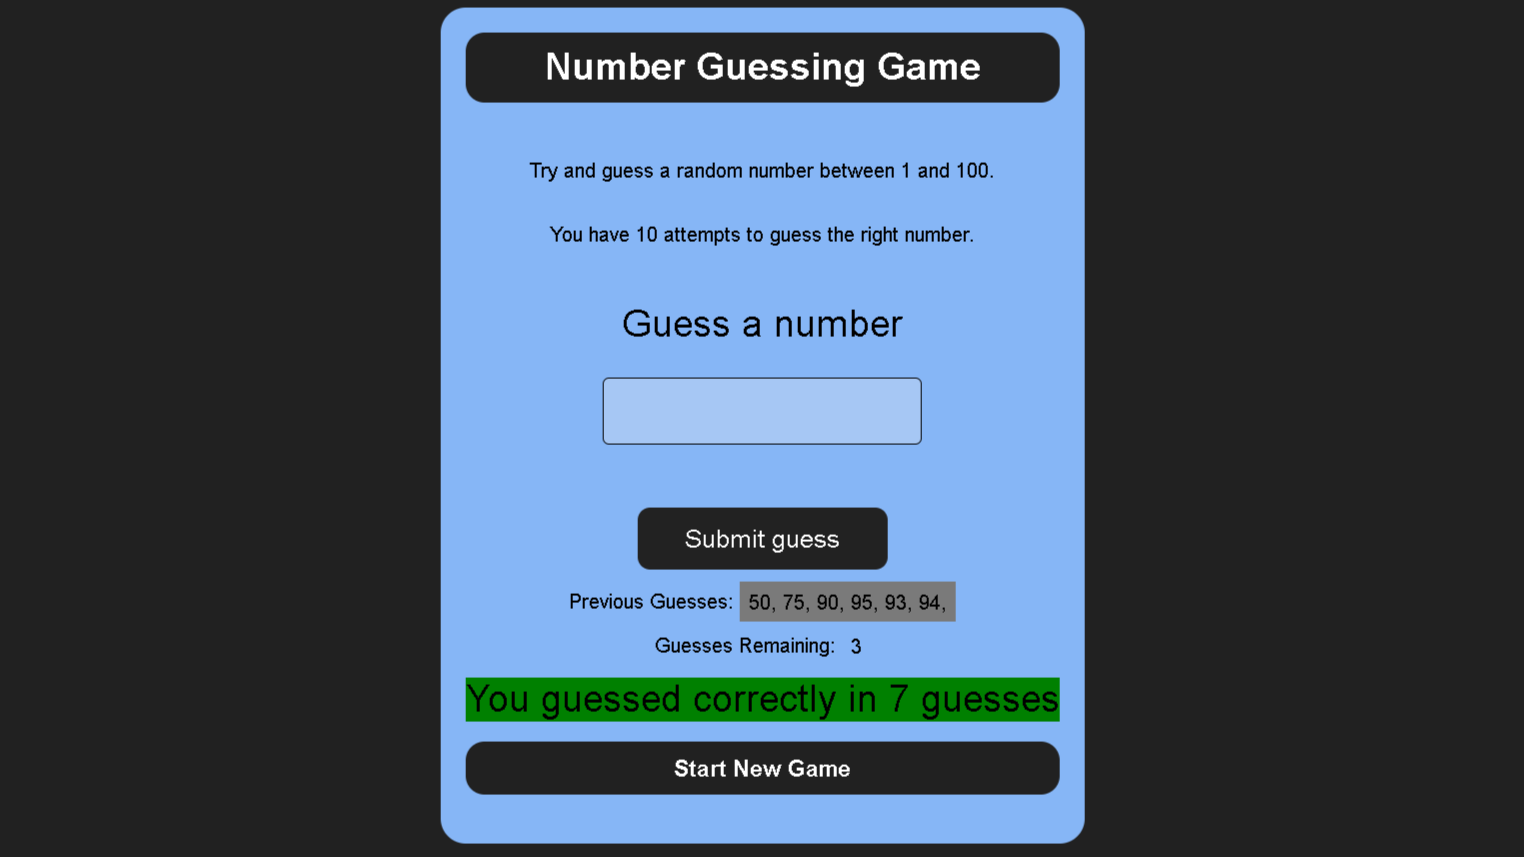 Number Guessing Game
Try and guess a random number between 1 and 100.
You have 10 attempts to guess the right number.
Guess a number
Submit guess
Previous Guesses: 50, 75, 90, 95, 93, 94,
Guesses Remaining: 3
You guessed correctly in 7 guesses
Start New Game